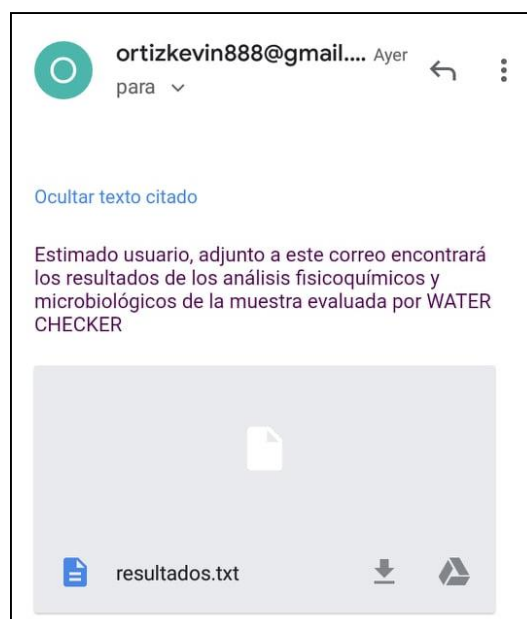 O
ortizkevin888@gmail.... Ayer
para
Ocultar texto citado
Estimado usuario, adjunto a este correo encontrará
los resultados de los análisis fisicoquímicos y
microbiológicos de la muestra evaluada por WATER
CHECKER
resultados.txt